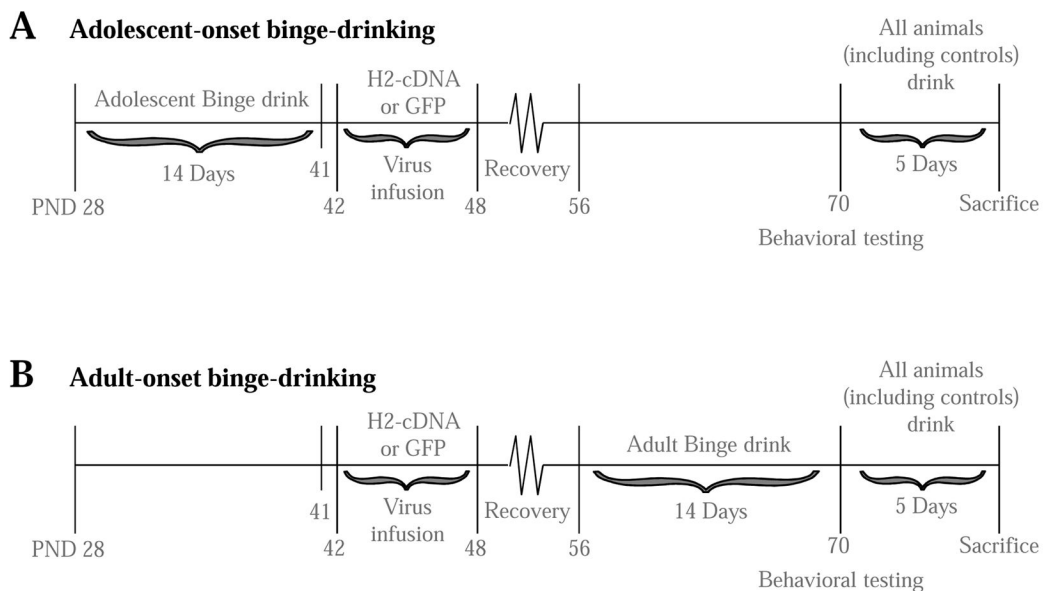 A Adolescent-onset binge-drinking
All animals
(including controls)
drink
Adolescent Binge drink
H2-cDNA
or GFP
14 Days
41
Virus
infusion
Recovery
5 Days
PND 28
42
48
56
70
Sacrifice
Behavioral testing
B Adult-onset binge-drinking
All animals
(including controls)
drink
H2-cDNA
or GFP
Adult Binge drink
41
Virus
infusion
Recovery
14 Days
5 Days
PND 28
42
48
56
70
Sacrifice
Behavioral testing